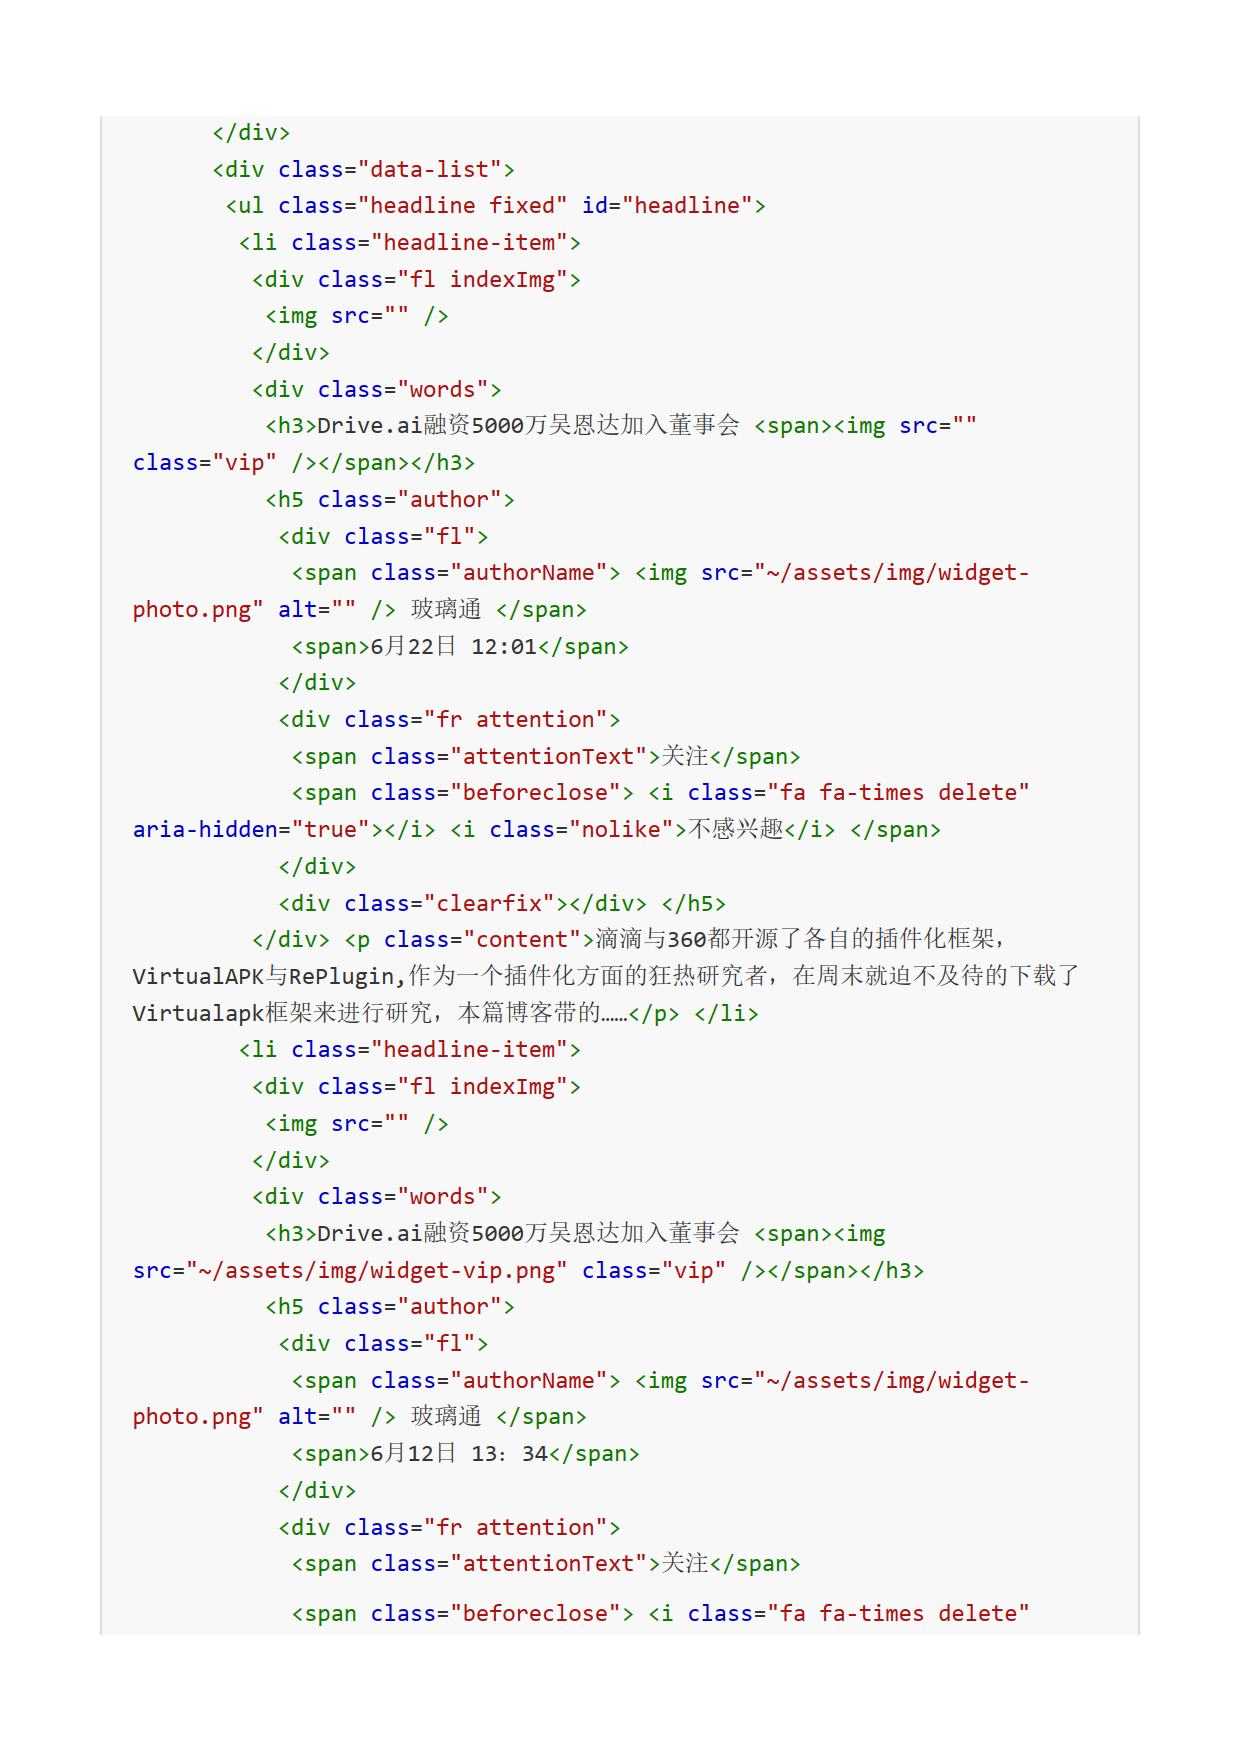 </div>
<div class="data-list">
<ul class="headline fixed" id="headline">
<li class="headline-item">
<div class="fl indexImg">
<img src="" />
</div>
<div class="words">
<h3>Drive.ai融资5000万吴恩达加入董事会 <span><img src=""
class="vip" /></span></h3>
<h5 class="author">
<div class="fl">
<span class="authorName"> <img src="~/assets/img/widget-
photo.png" alt="" /> 玻璃通 </span>
<span>6月22日 12:01</span>
</div>
<div class="fr attention">
<span class="attentionText">关注</span>
<span class="beforeclose"> <i class="fa fa-times delete"
aria-hidden="true"></i> <i class="nolike">不感兴趣</i> </span>
</div>
<div class="clearfix"></div> </h5>
</div> <p class="content">滴滴与360都开源了各自的插件化框架，
VirtualAPK与RePlugin,作为一个插件化方面的狂热研究者，在周末就迫不及待的下载了
Virtualapk框架来进行研究，本篇博客带的……</p> </li>
<li class="headline-item">
<div class="fl indexImg">
<img src="" />
</div>
<div class="words">
<h3>Drive.ai融资5000万吴恩达加入董事会 <span><img
src="~/assets/img/widget-vip.png" class="vip" /></span></h3>
<h5 class="author">
<div class="fl">
<span class="authorName"> <img src="~/assets/img/widget-
photo.png" alt="" /> 玻璃通 </span>
<span>6月12日 13：34</span>
</div>
<div class="fr attention">
<span class="attentionText">关注</span>
<span class="beforeclose"> <i class="fa fa-times delete"